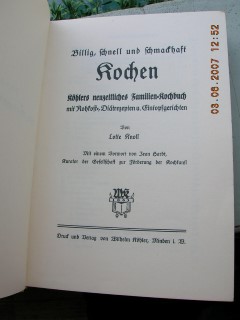 Billig, schnell und schmackhaft
Kochen
Köhlers neuzeitliches Familien-Kochbuch
mit Rohkost-, Diätrezepten u. Eintopfgerichten
Von
Lotte Knoll
Mit einem Vorwort von Jean Hardt,
Kurator der Gesellschaft zur Förderung der Kochkunst
Druck und Verlag von Wilhelm Köhler, Minden i. W.
03/08/2007 12:52